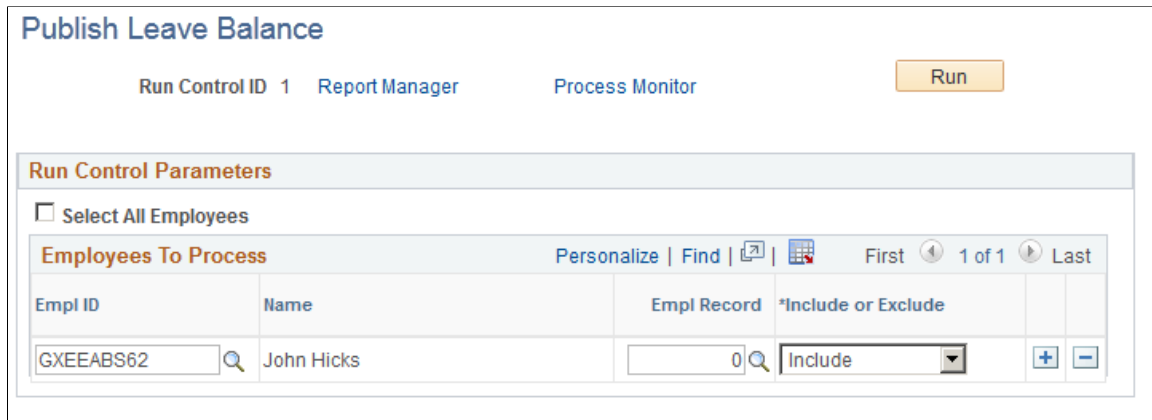 Publish Leave Balance
Run Control ID 1 Report Manager Process Monitor Run
Run Control Parameters
Select All Employees
Employees To Process Personalize | Find | | First 1 of 1 Last
Empl ID Name Empl Record *Include or Exclude
GXEEABS62 John Hicks 0 Include + −